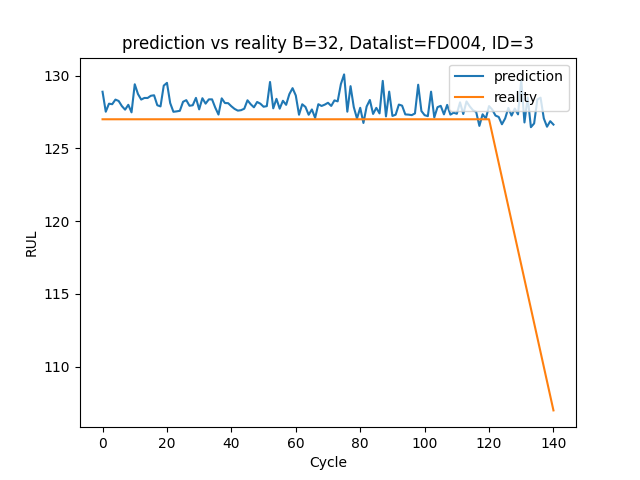 prediction vs reality B=32, Datalist=FD004, ID=3
prediction
reality
130
125
120
115
110
RUL
0 20 40 60 80 100 120 140
Cycle